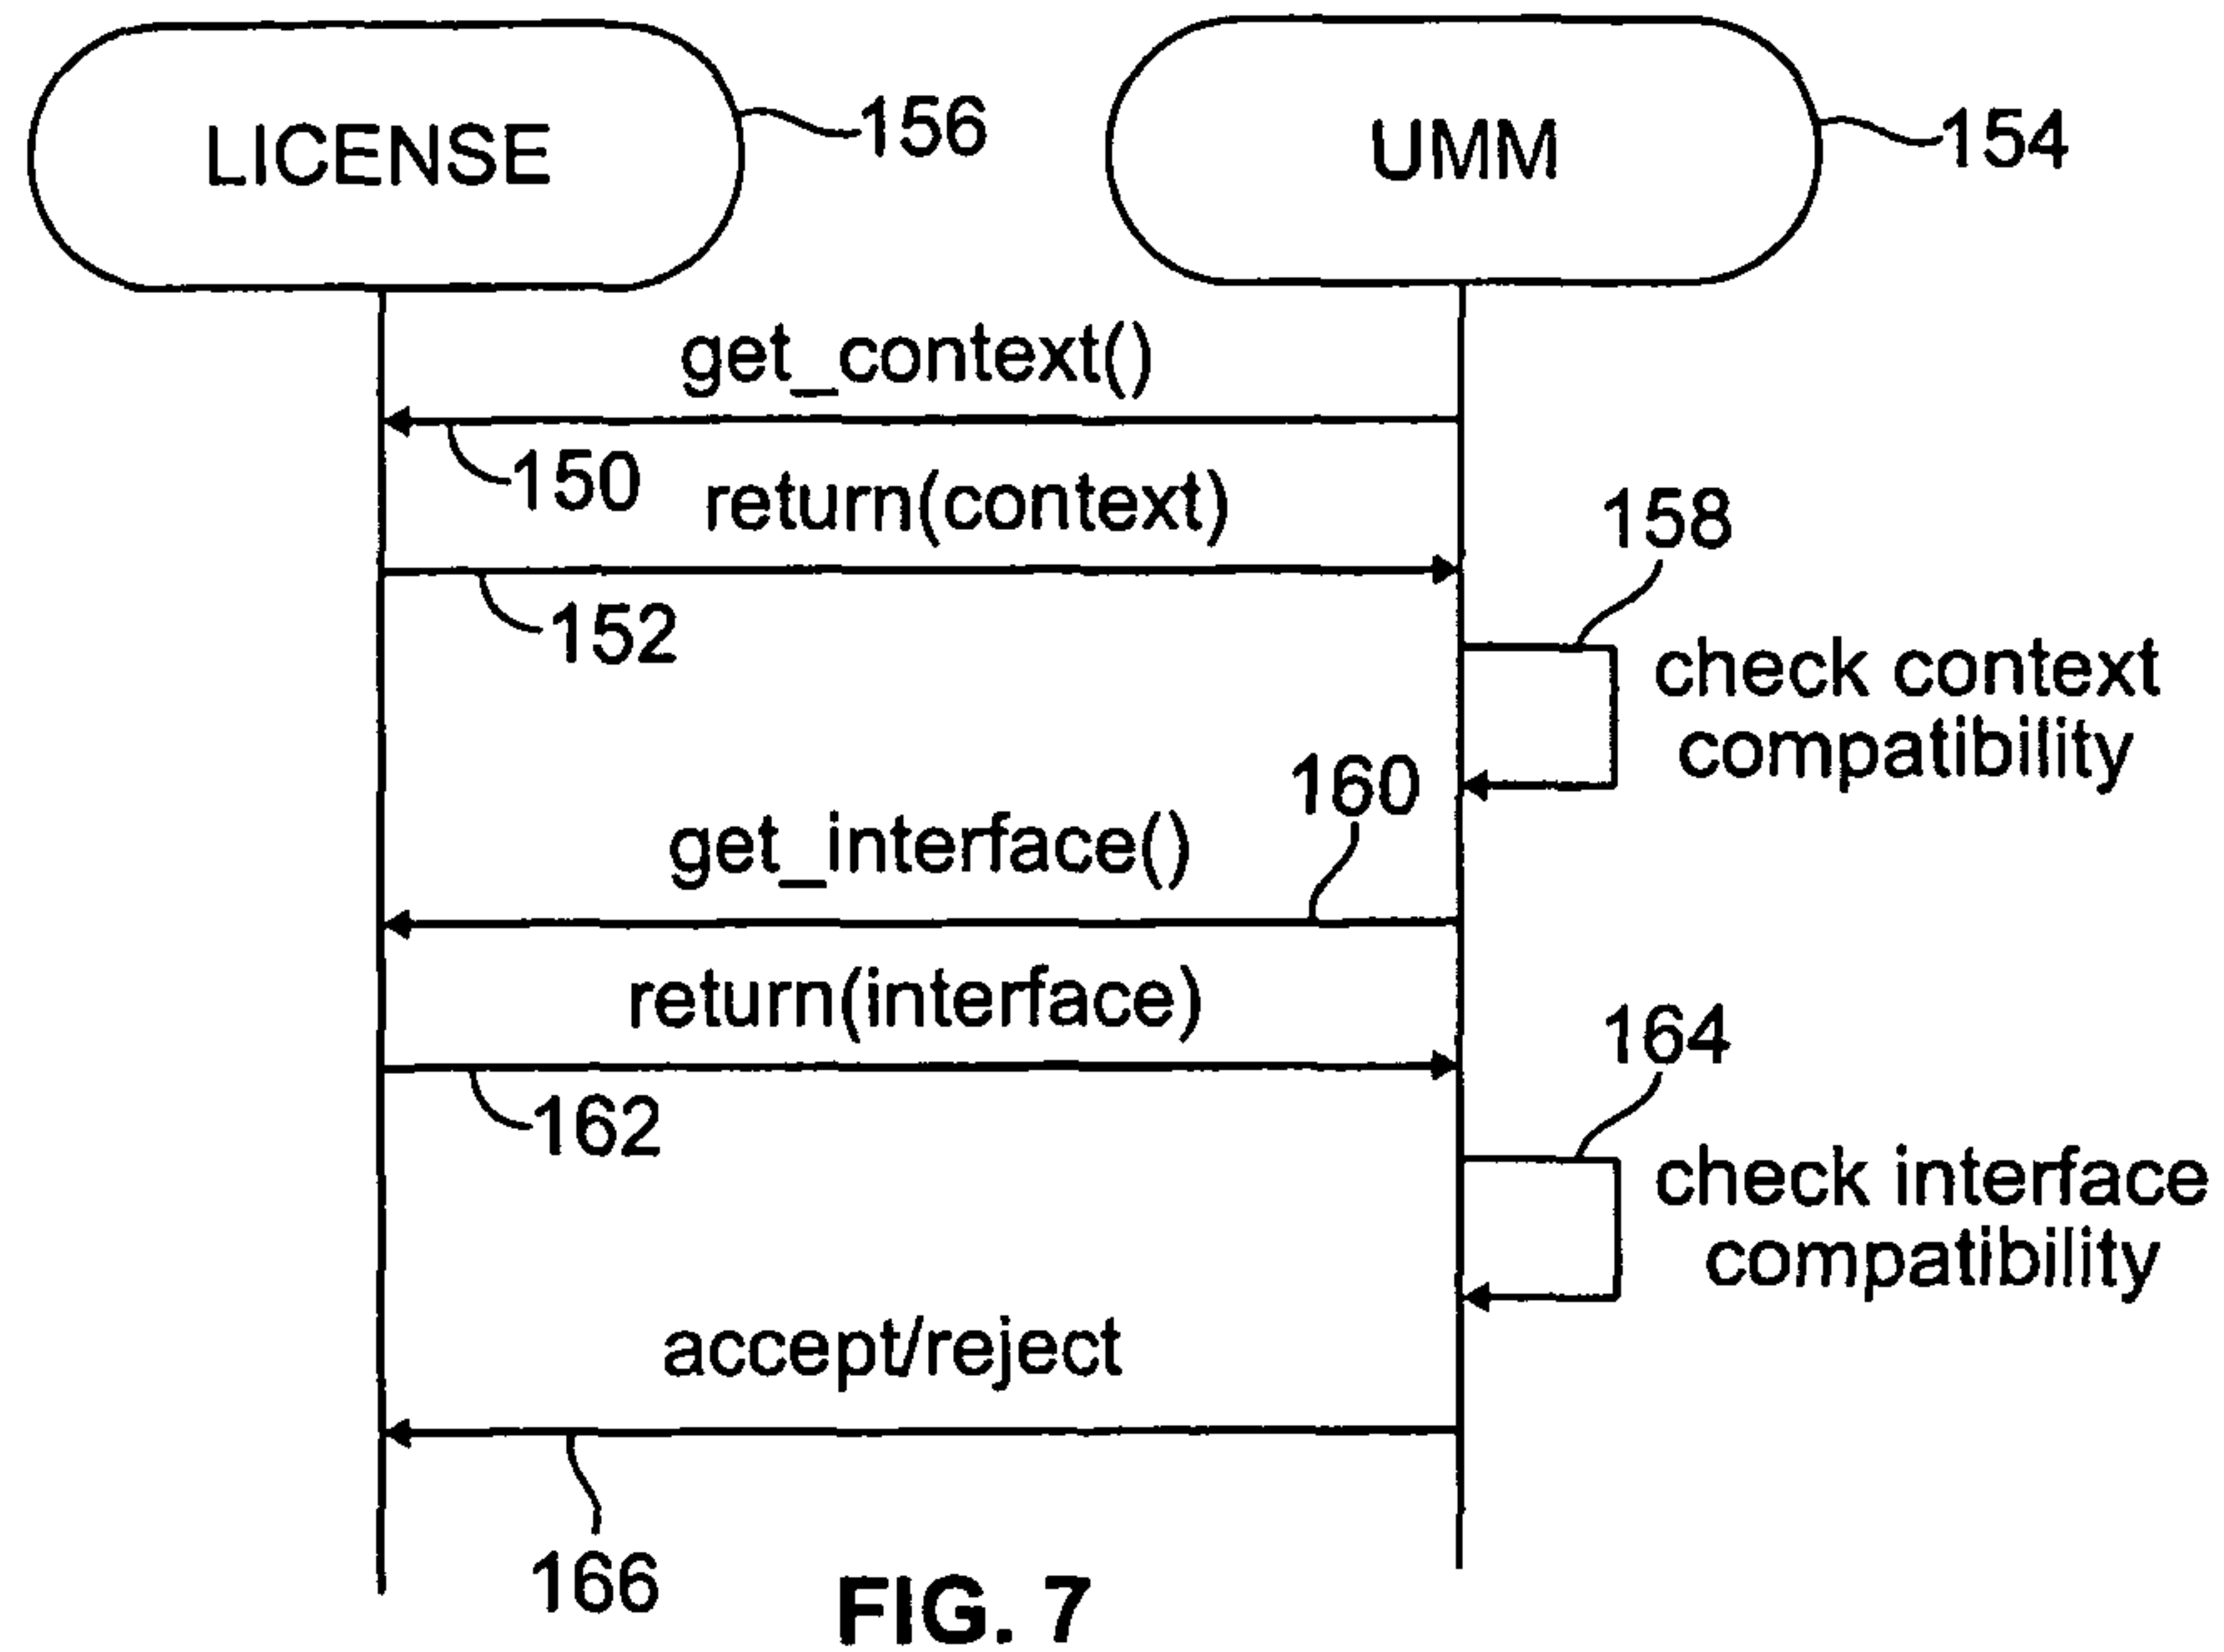 LICENSE
156
UMM
154
get_context()
150
return(context)
152
158
check context
compatibility
160
get_interface()
return(interface)
162
164
check interface
compatibility
accept/reject
166
FIG. 7